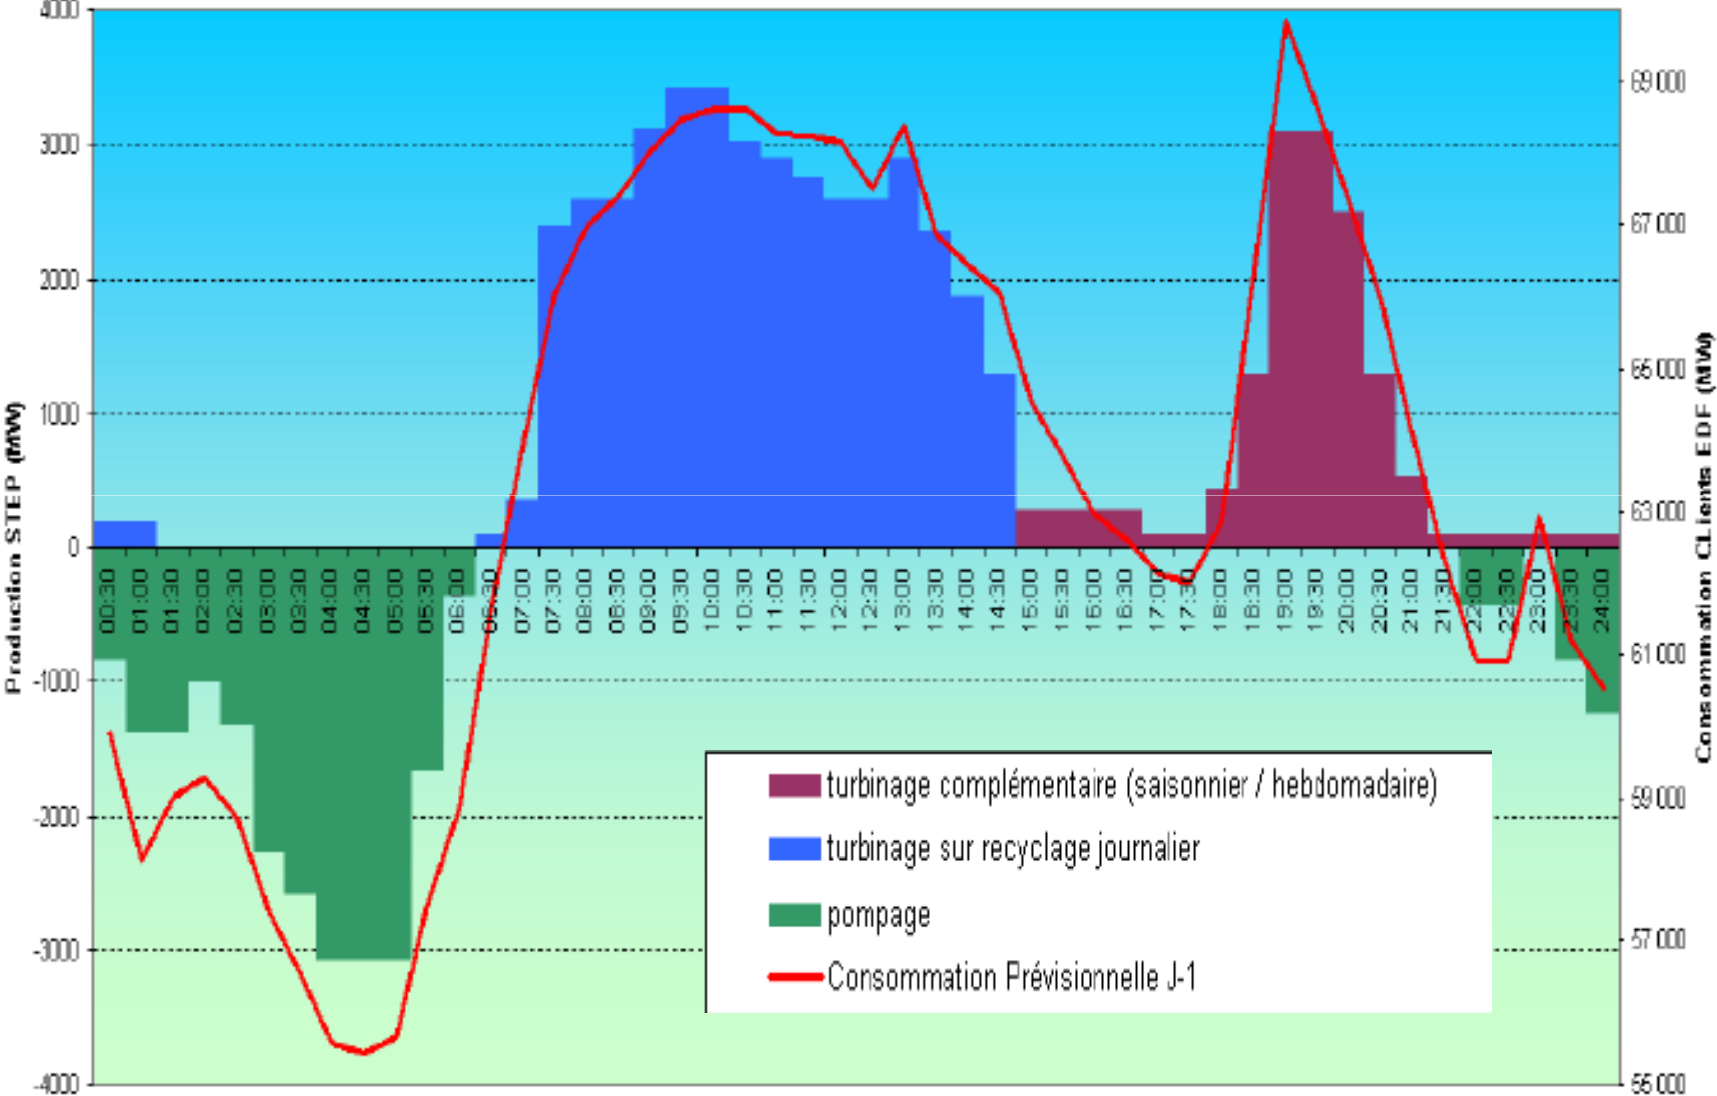 4000
3000
2000
1000
0
-1000
-2000
-3000
-4000
Production STEP (MW)
69 000
67 000
65 000
63 000
61 000
59 000
57 000
55 000
Consommation CLients EDF (MW)
00:30 01:00 01:30 02:00 02:30 03:00 03:30 04:00 04:30 05:00 05:30 06:00 06:30 07:00 07:30 08:00 08:30 09:00 09:30 10:00 10:30 11:00 11:30 12:00 12:30 13:00 13:30 14:00 14:30 15:00 15:30 16:00 16:30 17:00 17:30 18:00 18:30 19:00 19:30 20:00 20:30 21:00 21:30 22:00 22:30 23:00 23:30 24:00
turbinage complémentaire (saisonnier / hebdomadaire)
turbinage sur recyclage journalier
pompage
Consommation Prévisionnelle J-1